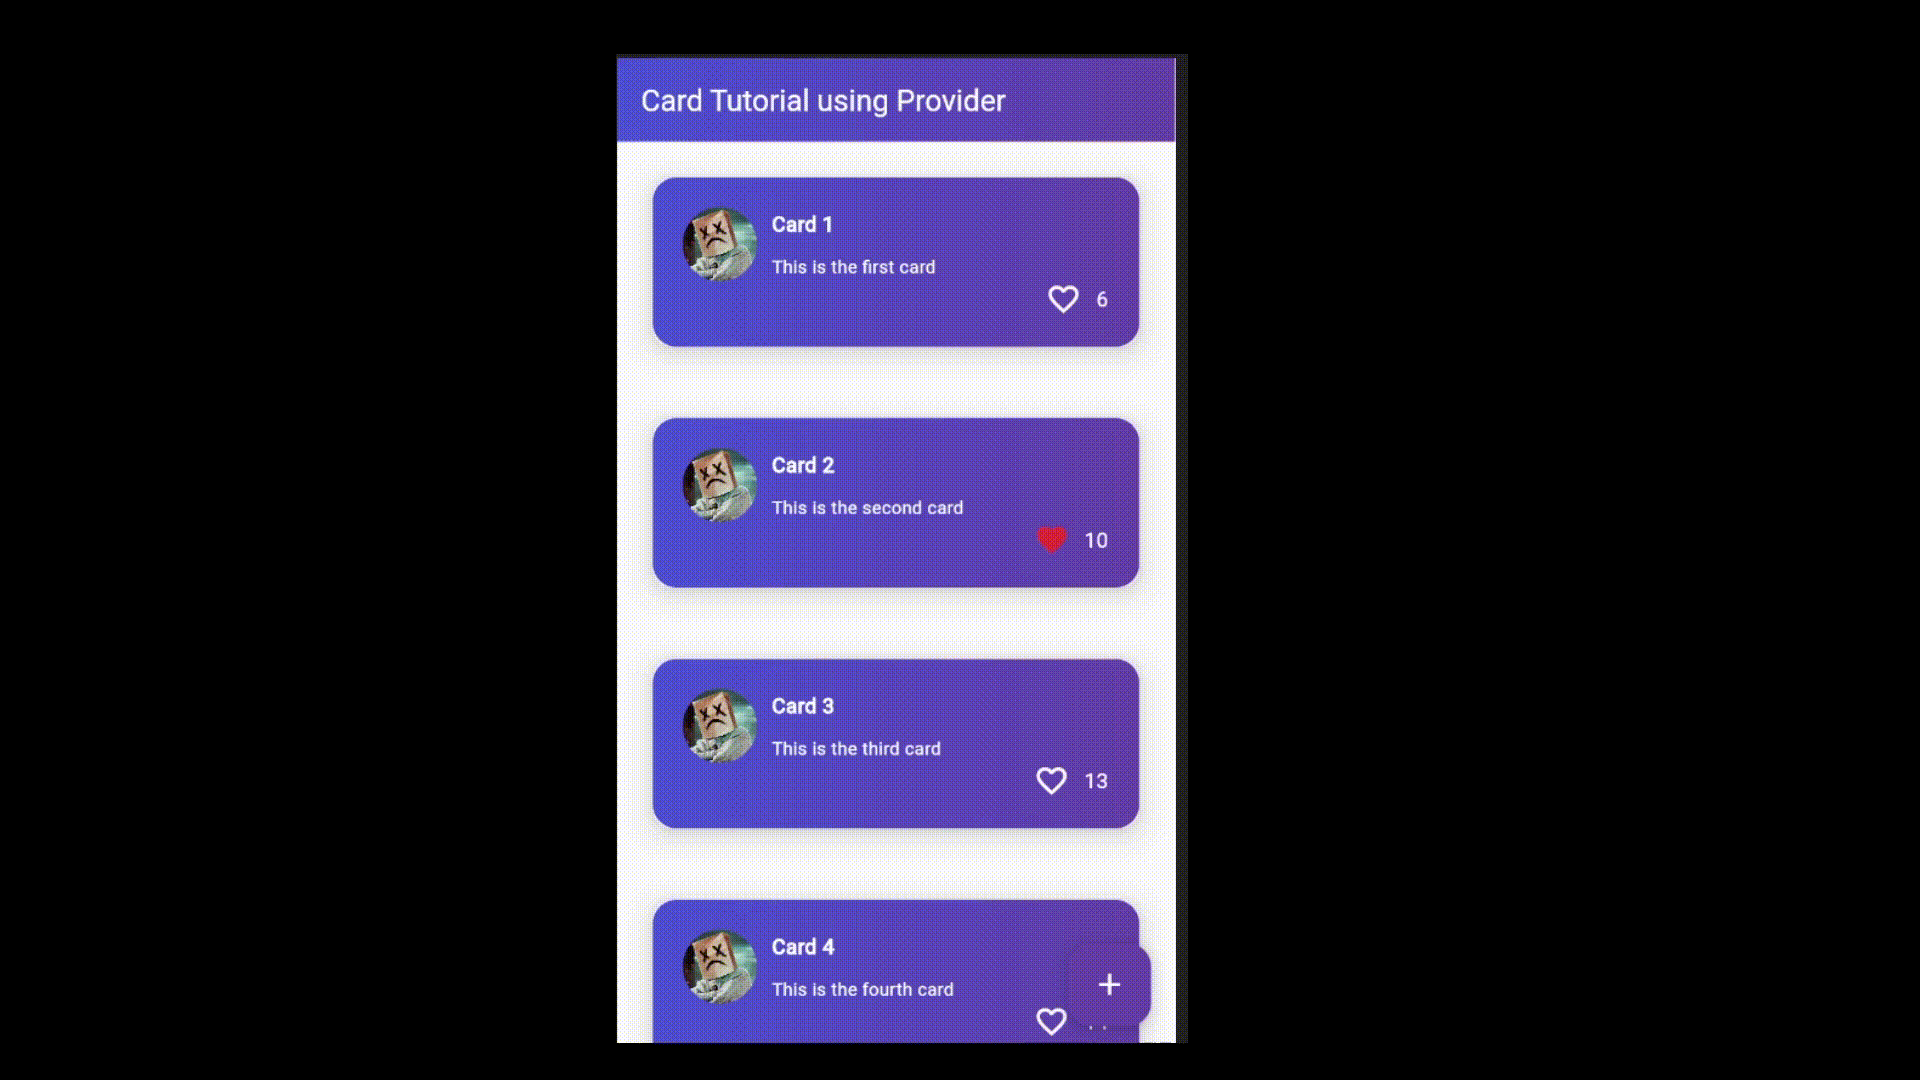 Card Tutorial using Provider
Card 1
This is the first card
6
Card 2
This is the second card
10
Card 3
This is the third card
13
Card 4
This is the fourth card
+